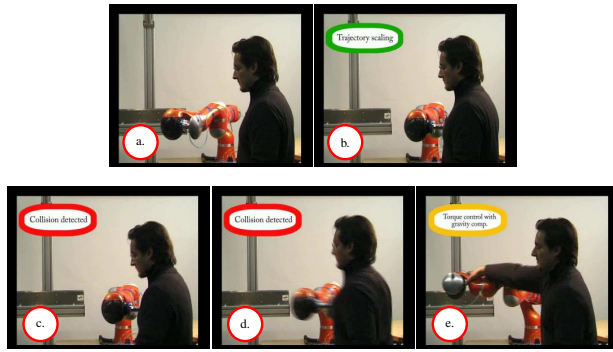 a.
Trajectory scaling
b.
Collision detected
c.
Collision detected
d.
Torque control with
gravity comp.
e.